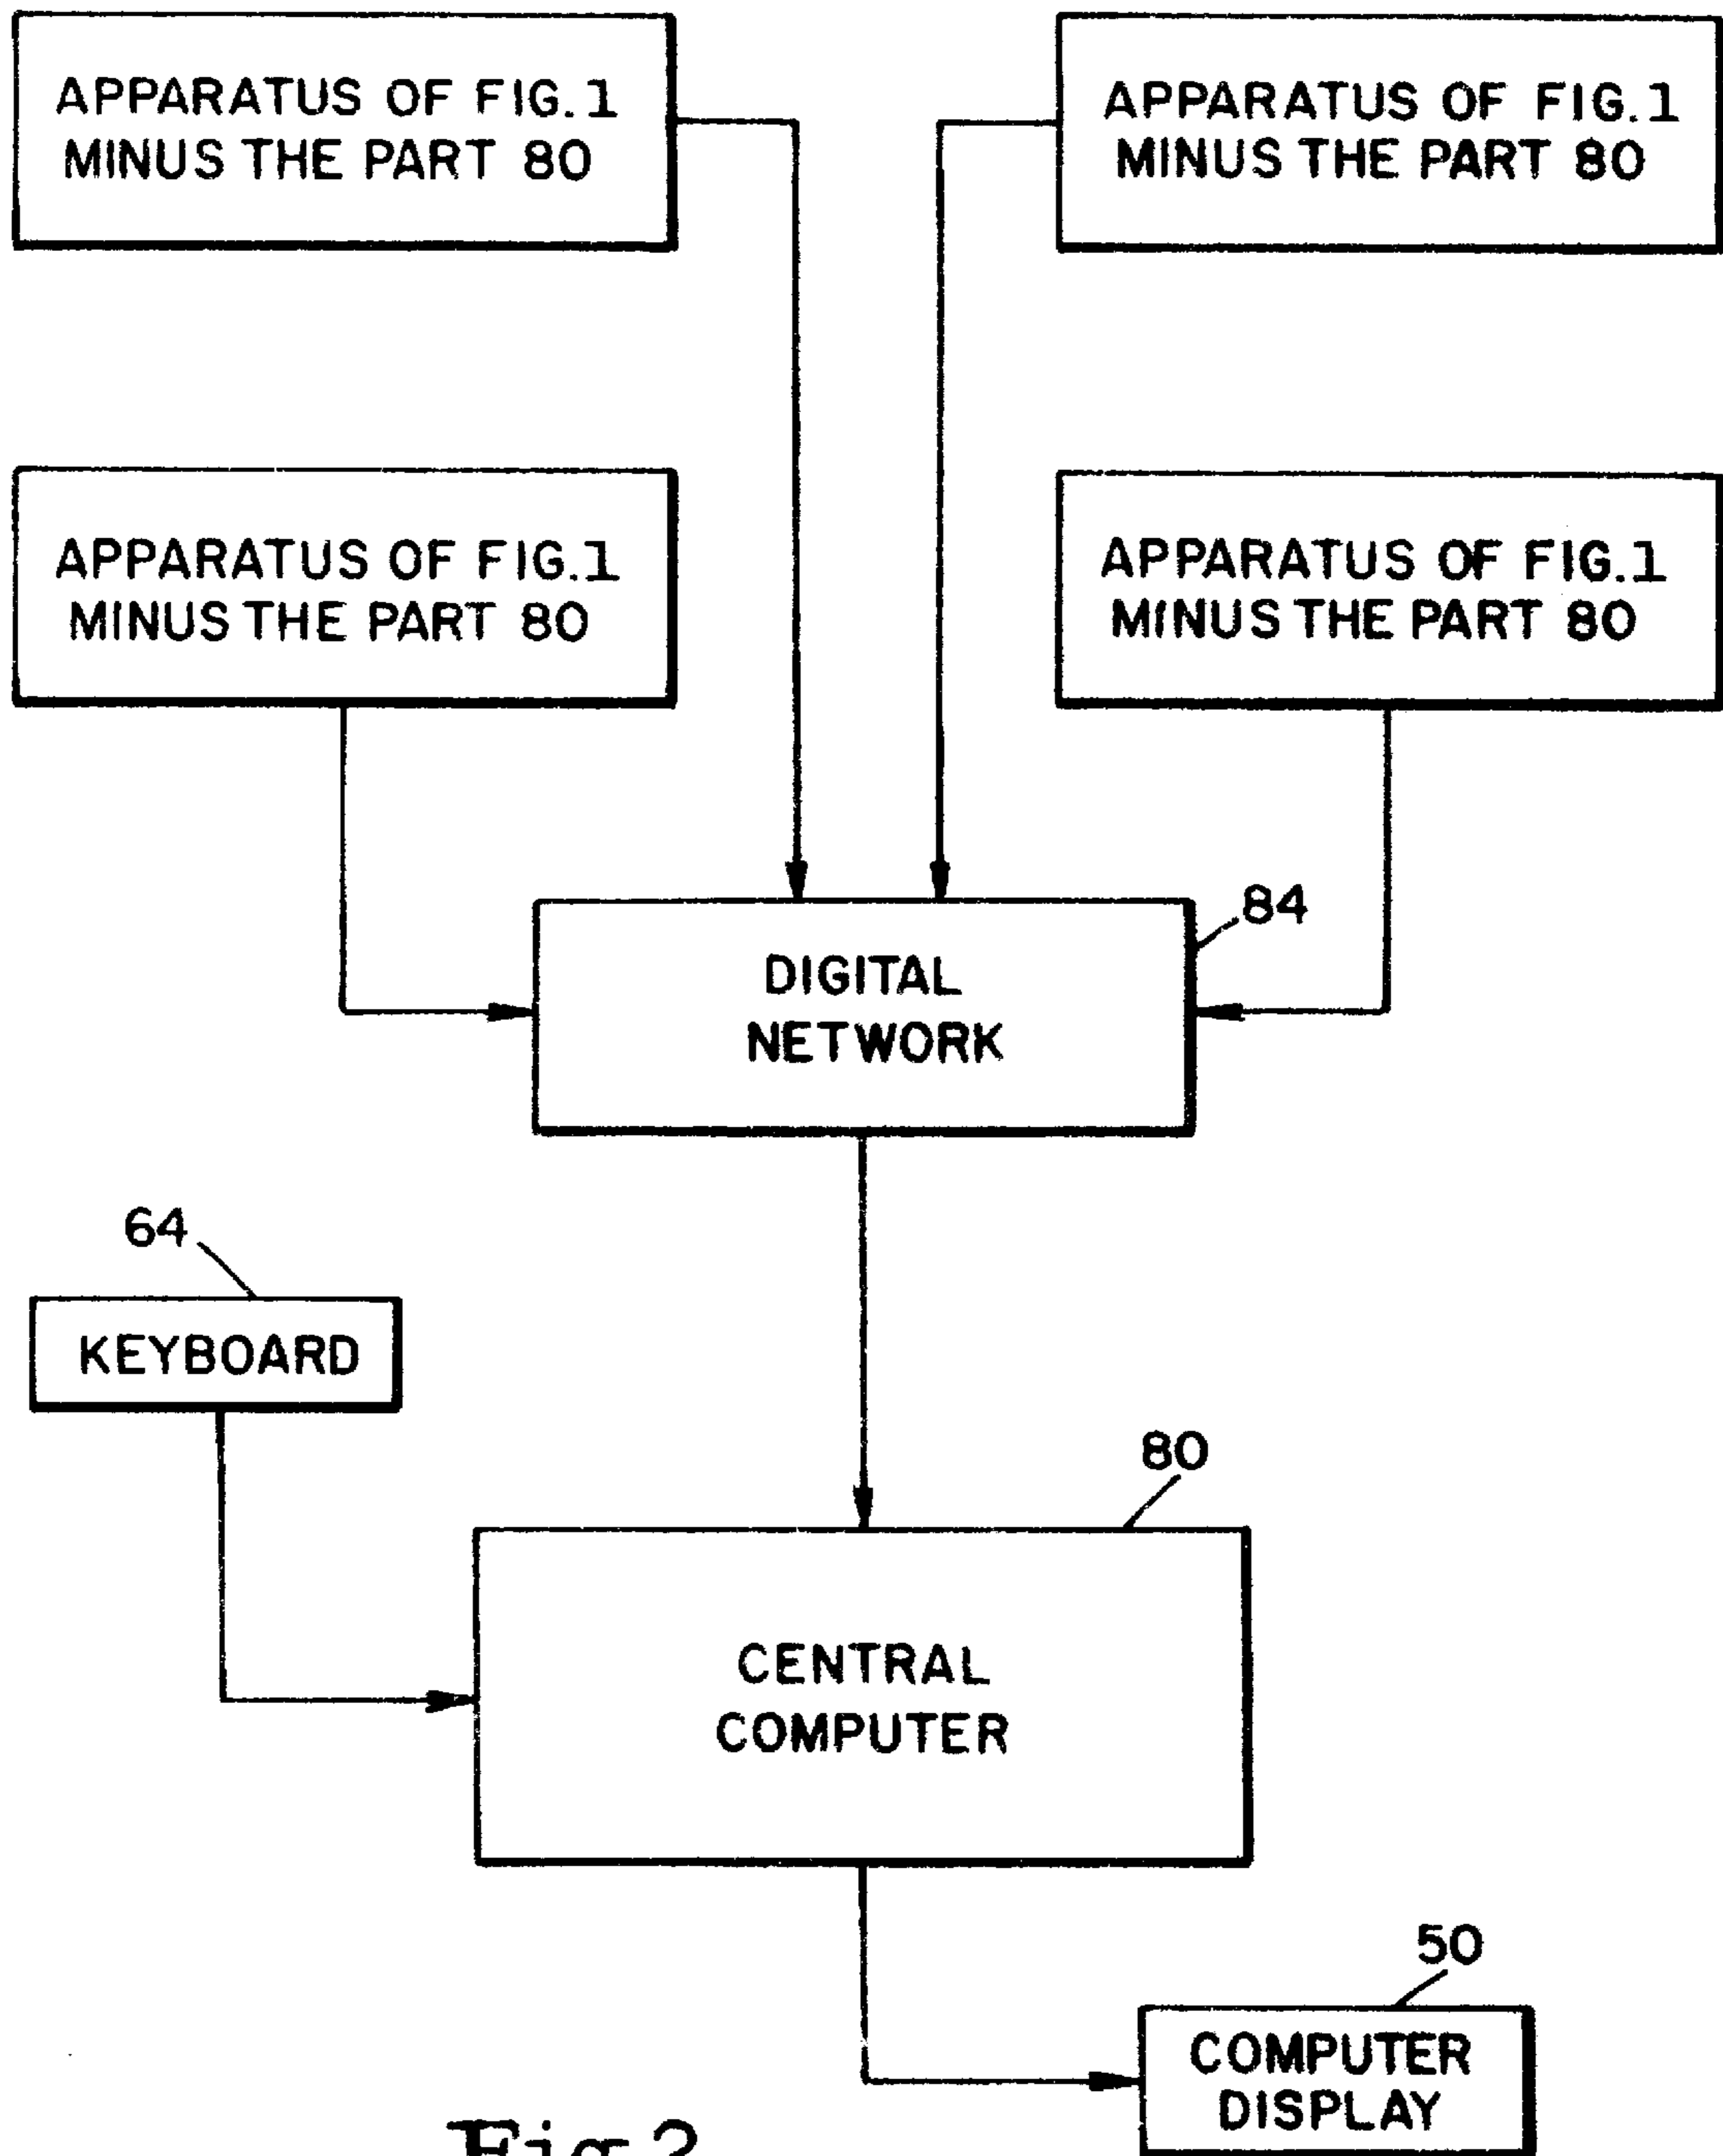 APPARATUS OF FIG.1
MINUS THE PART 80
APPARATUS OF FIG.1
MINUS THE PART 80
APPARATUS OF FIG.1
MINUS THE PART 80
APPARATUS OF FIG.1
MINUS THE PART 80
84
DIGITAL
NETWORK
64
KEYBOARD
80
CENTRAL
COMPUTER
50
COMPUTER
DISPLAY
Fig.2